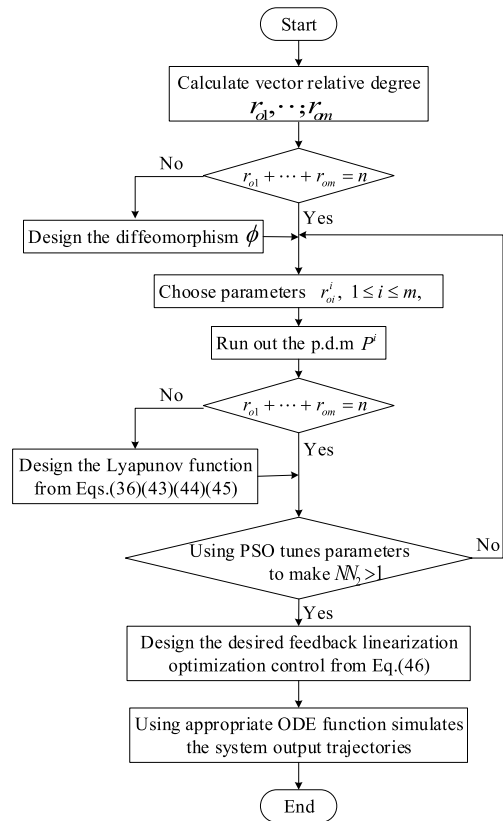 Start
Calculate vector relative degree
r_{o1}, ··, r_{om}
r_{o1} + ··· + r_{om} = n
No
Yes
Design the diffeomorphism ϕ
Choose parameters r_{oi}^i, 1 ≤ i ≤ m,
Run out the p.d.m P^i
r_{o1} + ··· + r_{om} = n
No
Yes
Design the Lyapunov function
from Eqs.(36)(43)(44)(45)
Using PSO tunes parameters
to make NN_2 >1
No
Yes
Design the desired feedback linearization
optimization control from Eq.(46)
Using appropriate ODE function simulates
the system output trajectories
End